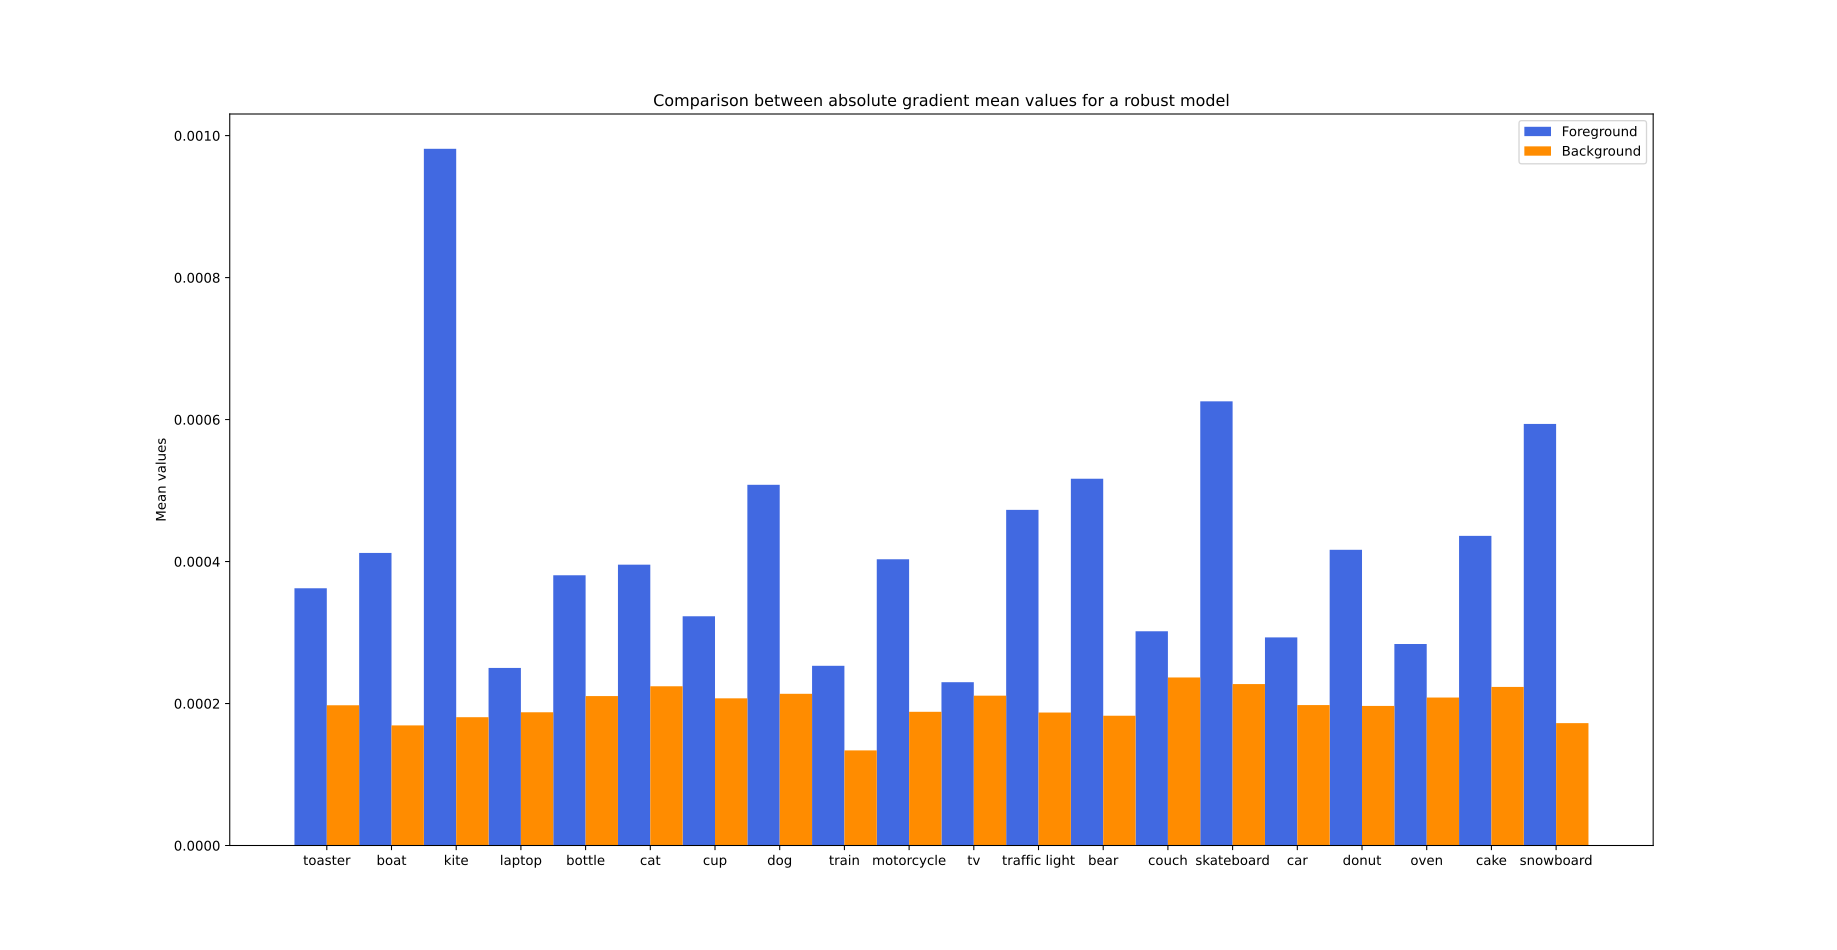 Comparison between absolute gradient mean values for a robust model
Foreground
Background
Mean values
0.0010
0.0008
0.0006
0.0004
0.0002
0.0000
toaster boat kite laptop bottle cat cup dog train motorcycle tv traffic light bear couch skateboard car donut oven cake snowboard